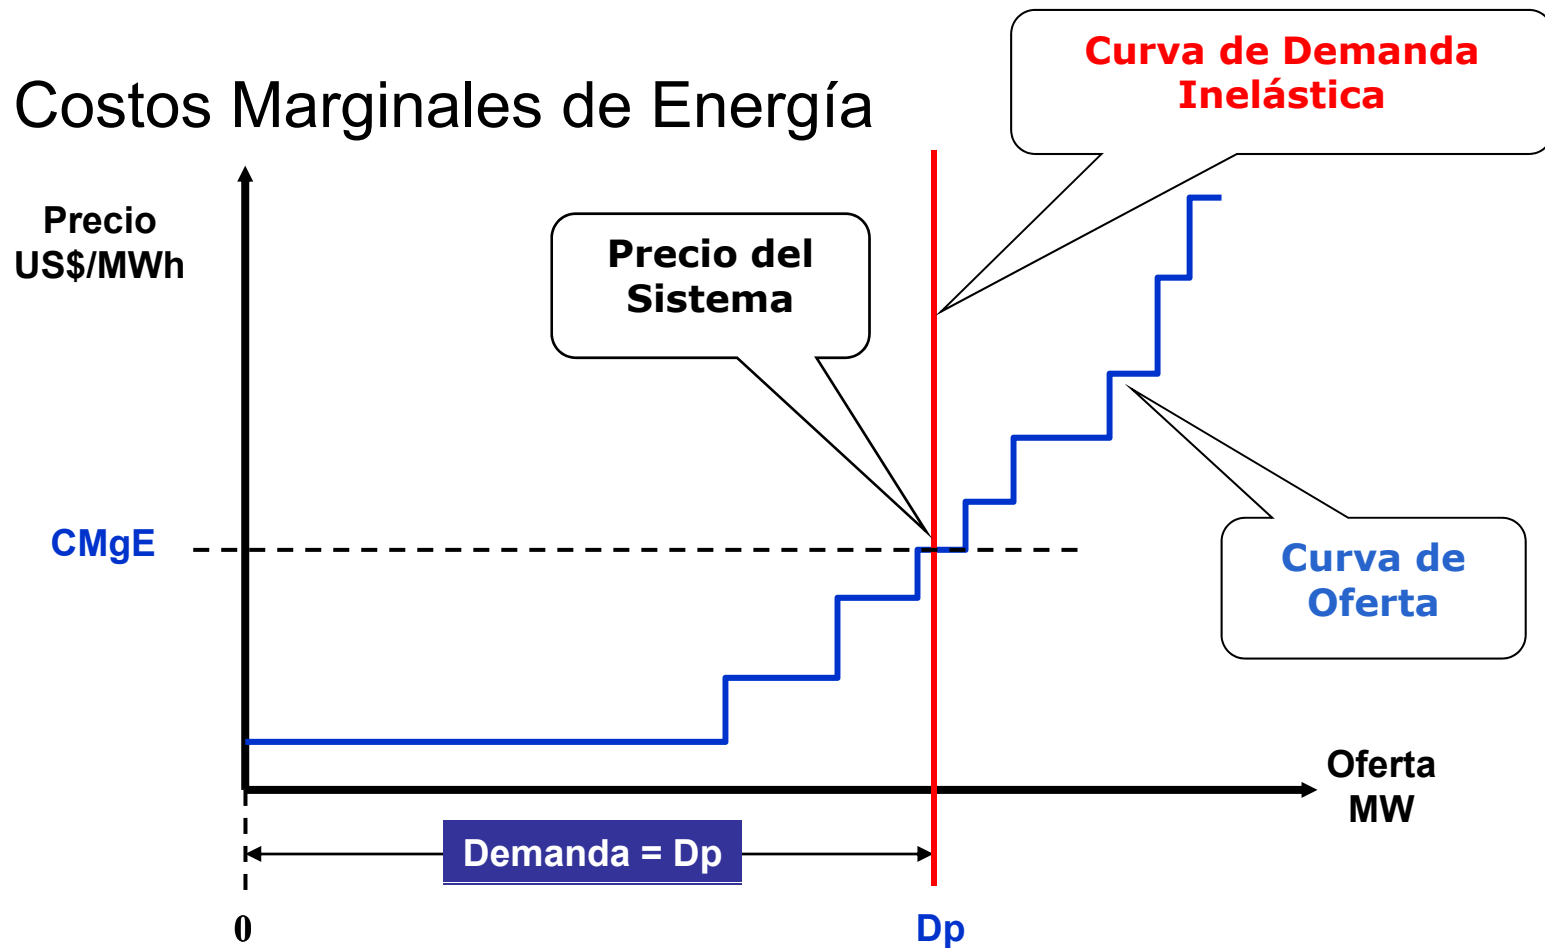 Costos Marginales de Energía
Curva de Demanda
Inelástica
Precio
US$/MWh
Precio del
Sistema
CMgE
Curva de
Oferta
Oferta
MW
Demanda = Dp
0
Dp